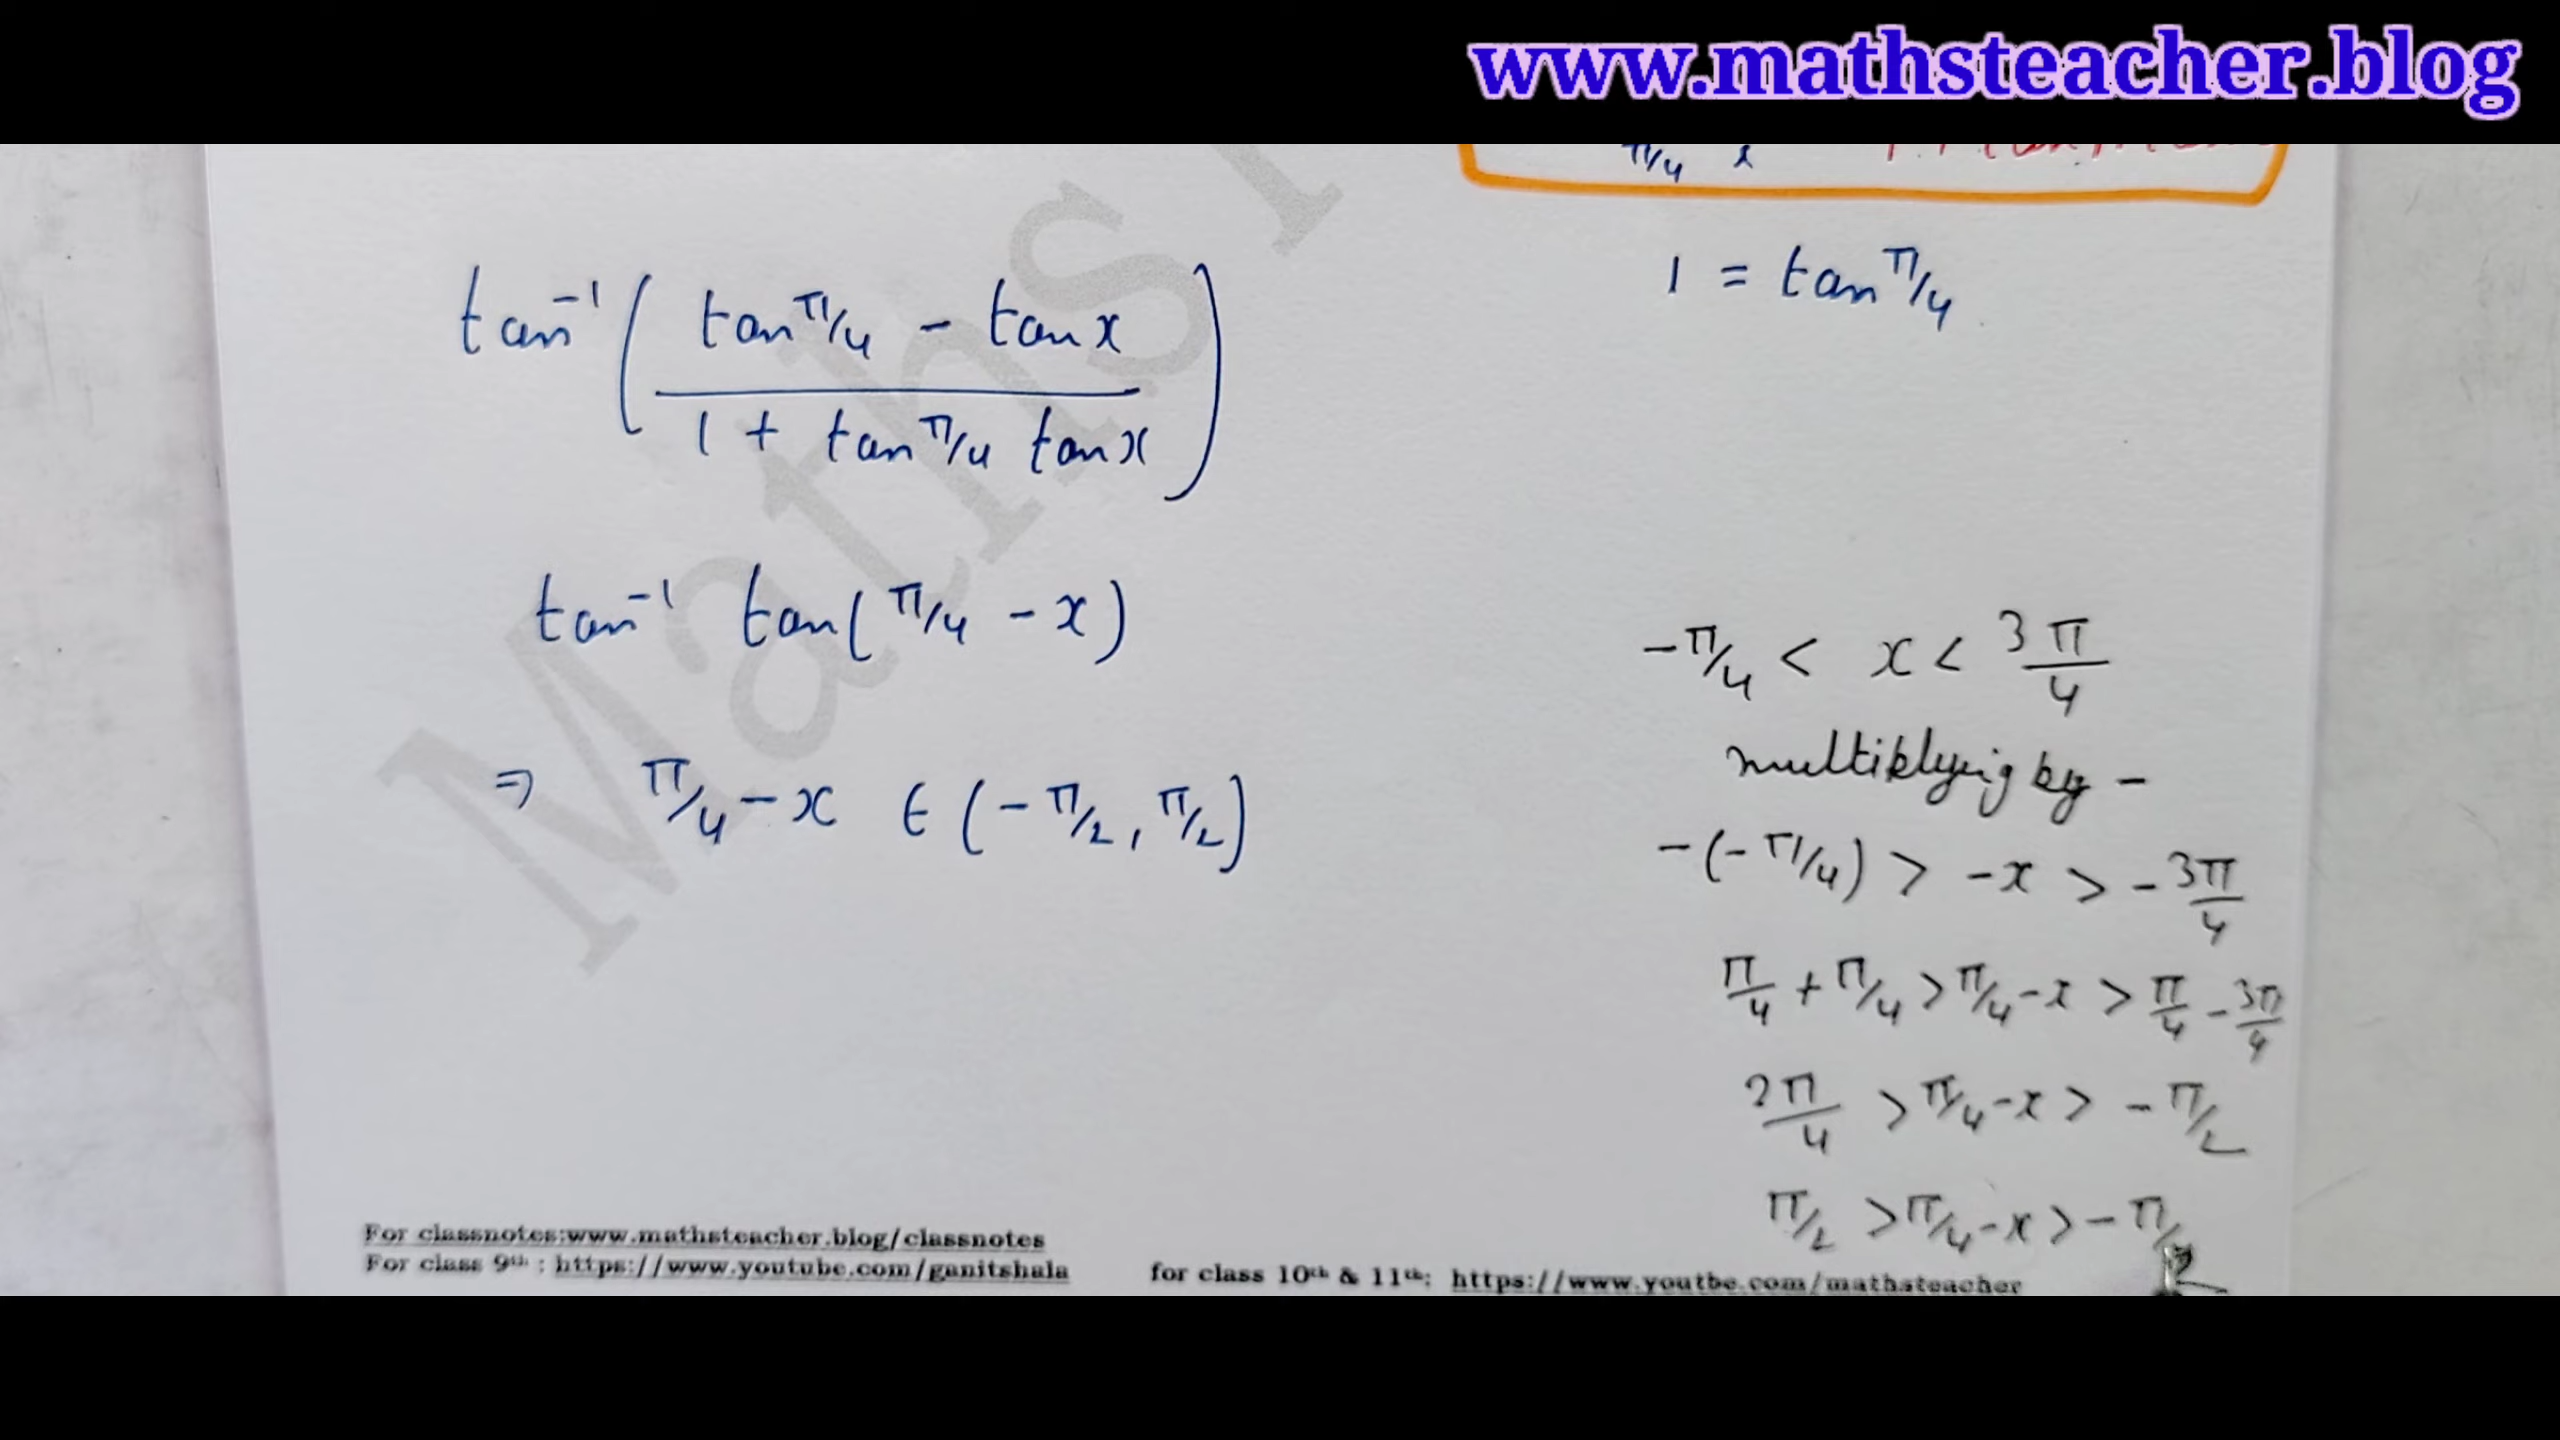 www.mathsteacher.blog
π/4 x
1 = tan π/4
tan⁻¹ ( tan π/4 - tan x
1 + tan π/4 tan x )
tan⁻¹ tan(π/4 - x)
⇒ π/4 - x ∈ (-π/2, π/2)
-π/4 < x < 3π/4
multiplying by -
-(-π/4) > -x > -3π/4
π/4 + π/4 > π/4 - x > π/4 - 3π/4
2π/4 > π/4 - x > -π/2
π/2 > π/4 - x > -π/2
Maths
For classnotes:www.mathsteacher.blog/classnotes
For class 9th : https://www.youtube.com/ganitshala
for class 10th & 11th: https://www.youtbe.com/mathsteacher